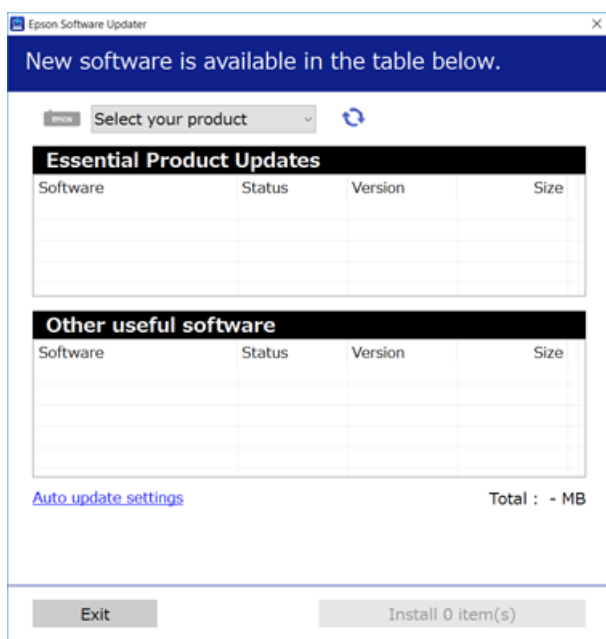 Epson Software Updater
New software is available in the table below.
EPSON Select your product
Essential Product Updates
Software Status Version Size
Other useful software
Software Status Version Size
Auto update settings Total : - MB
Exit Install 0 item(s)